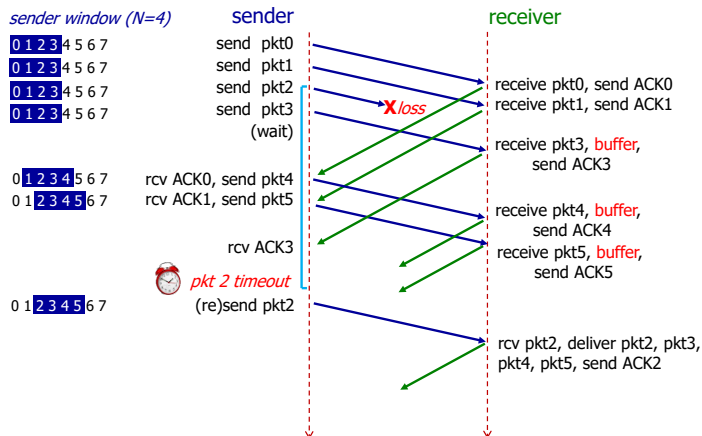 sender window (N=4)
sender
receiver
0 1 2 3 4 5 6 7
send pkt0
0 1 2 3 4 5 6 7
send pkt1
0 1 2 3 4 5 6 7
send pkt2
receive pkt0, send ACK0
0 1 2 3 4 5 6 7
send pkt3
X loss
receive pkt1, send ACK1
(wait)
receive pkt3, buffer,
send ACK3
0 1 2 3 4 5 6 7
rcv ACK0, send pkt4
0 1 2 3 4 5 6 7
rcv ACK1, send pkt5
receive pkt4, buffer,
send ACK4
rcv ACK3
receive pkt5, buffer,
send ACK5
pkt 2 timeout
0 1 2 3 4 5 6 7
(re)send pkt2
rcv pkt2, deliver pkt2, pkt3,
pkt4, pkt5, send ACK2